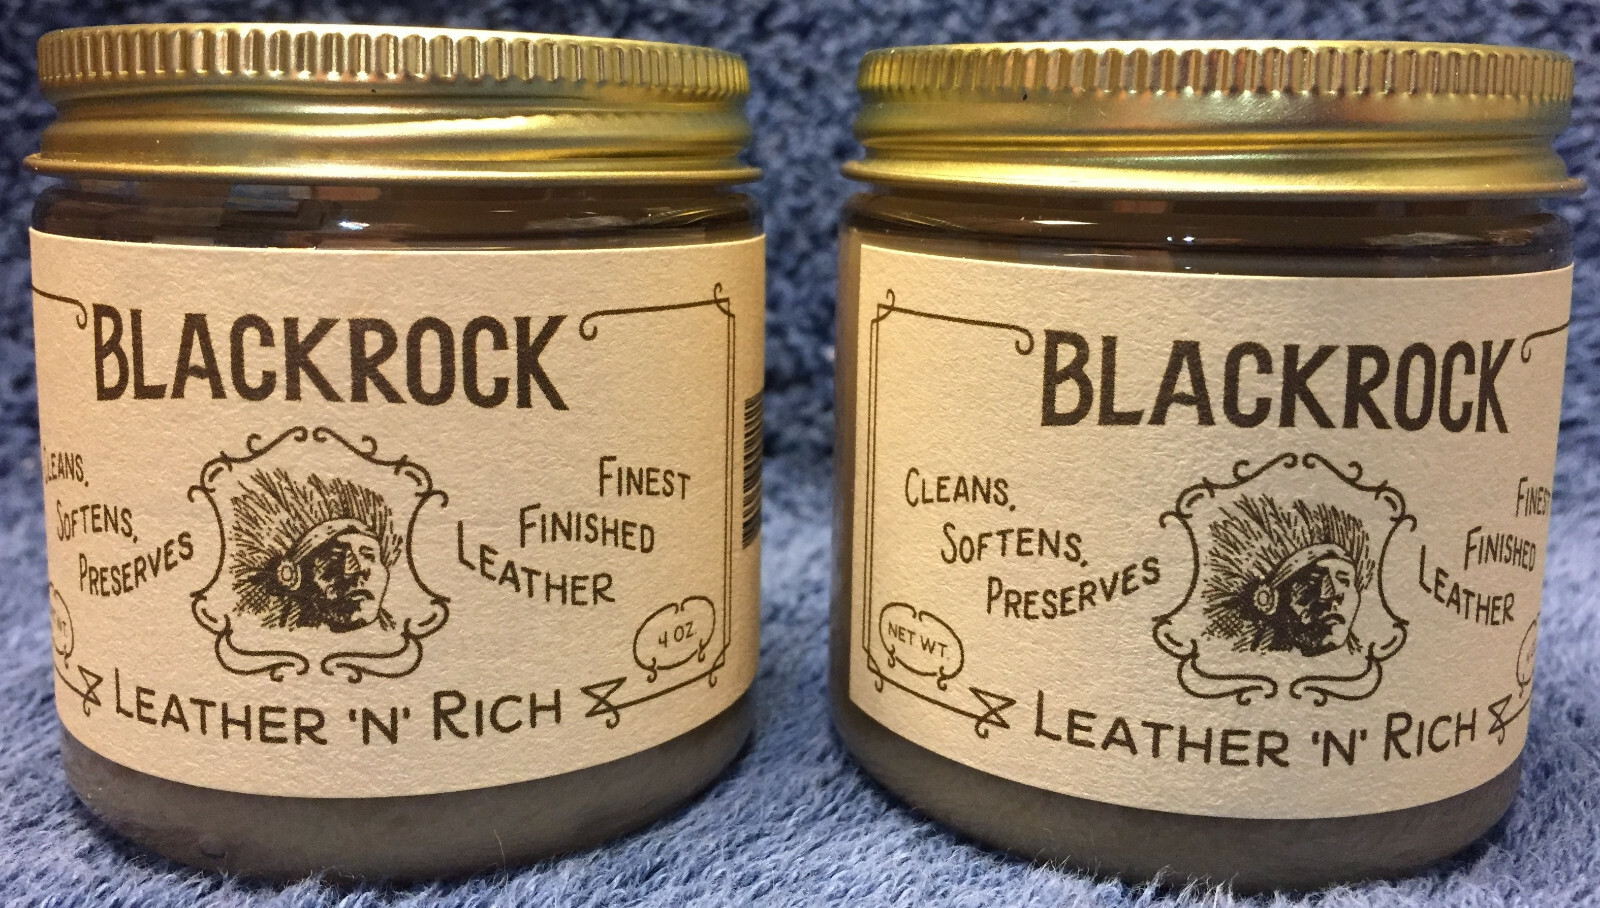 BLACKROCK
CLEANS,
SOFTENS,
PRESERVES
FINEST
FINISHED
LEATHER
4 OZ.
LEATHER 'N' RICH
BLACKROCK
CLEANS,
SOFTENS,
PRESERVES
FINEST
FINISHED
LEATHER
NET WT.
LEATHER 'N' RICH